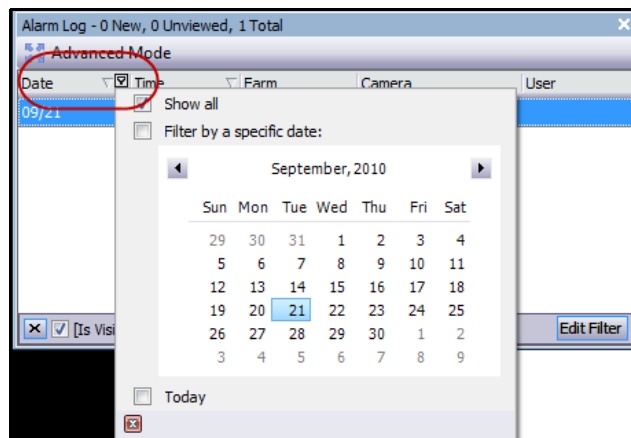 Alarm Log - 0 New, 0 Unviewed, 1 Total
Advanced Mode
Date Time Farm Camera User
09/21
Show all
Filter by a specific date:
September, 2010
Sun Mon Tue Wed Thu Fri Sat
29 30 31 1 2 3 4
5 6 7 8 9 10 11
12 13 14 15 16 17 18
19 20 21 22 23 24 25
26 27 28 29 30 1 2
3 4 5 6 7 8 9
[Is Visi Edit Filter
Today